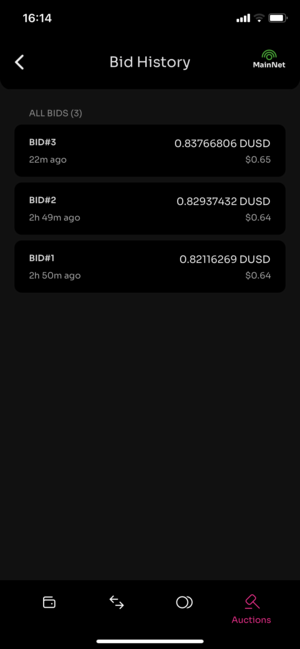 16:14
Bid History
MainNet
ALL BIDS (3)
BID#3
0.83766806 DUSD
22m ago
$0.65
BID#2
0.82937432 DUSD
2h 49m ago
$0.64
BID#1
0.82116269 DUSD
2h 50m ago
$0.64
Auctions